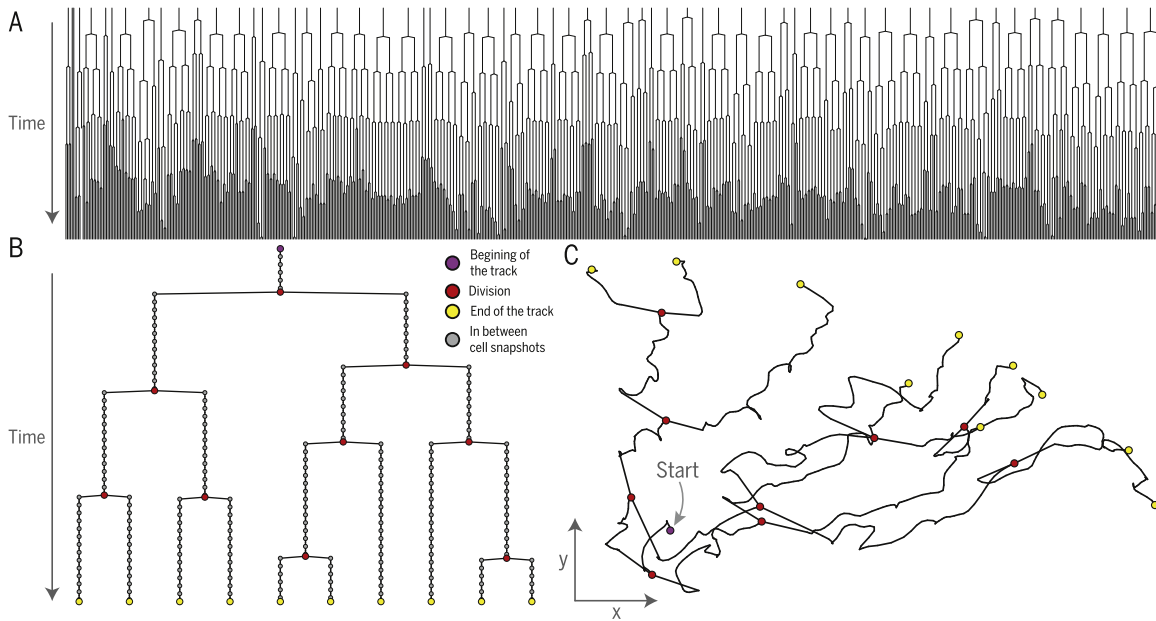 A
Time
B
Begining of
the track
Division
End of the track
In between
cell snapshots
Time
C
Start
y
x